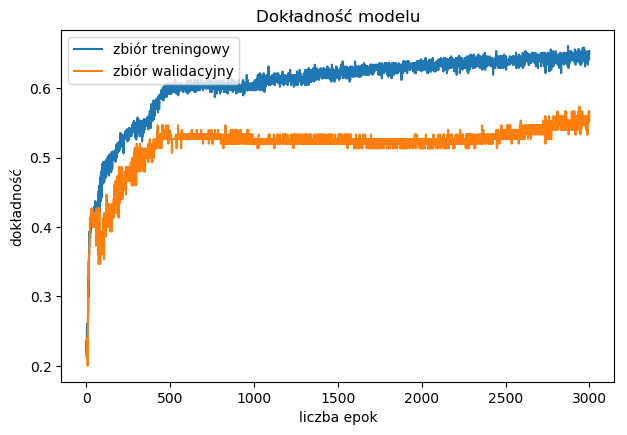 Dokładność modelu
zbiór treningowy
zbiór walidacyjny
dokładność
0.6
0.5
0.4
0.3
0.2
0 500 1000 1500 2000 2500 3000
liczba epok